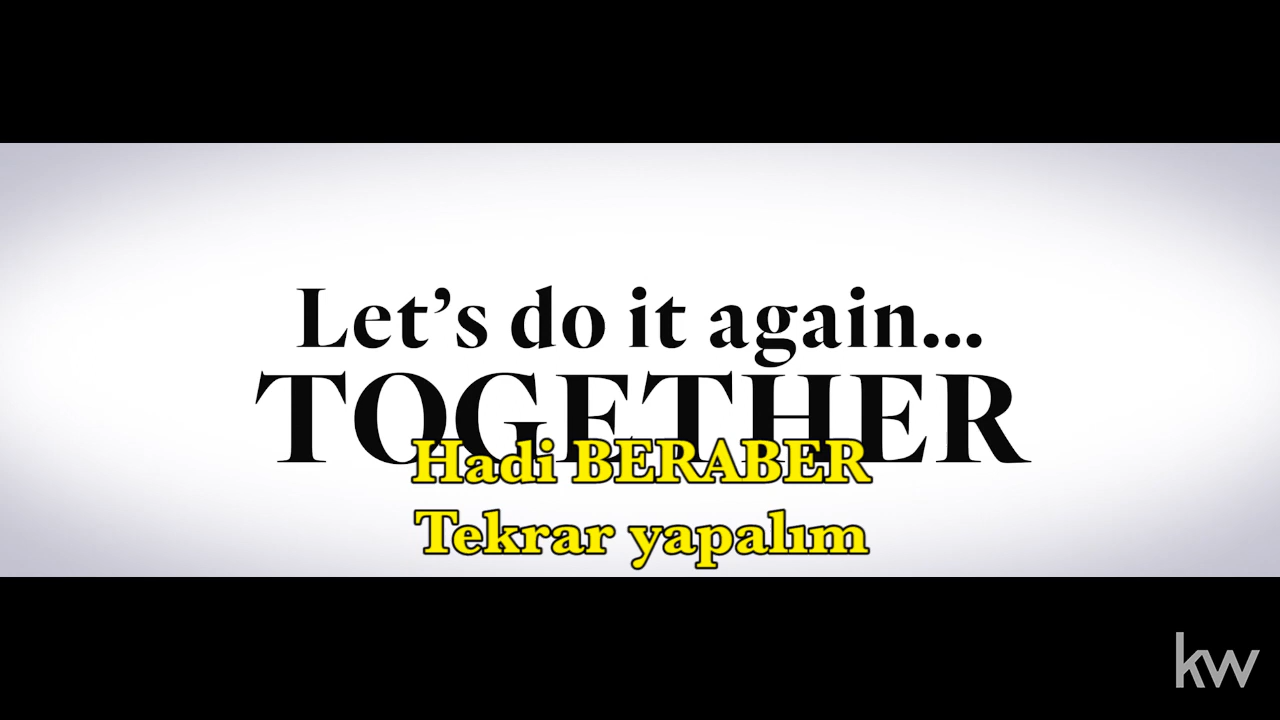 Let's do it again...
TOGETHER
Hadi BERABER
Tekrar yapalım
kw